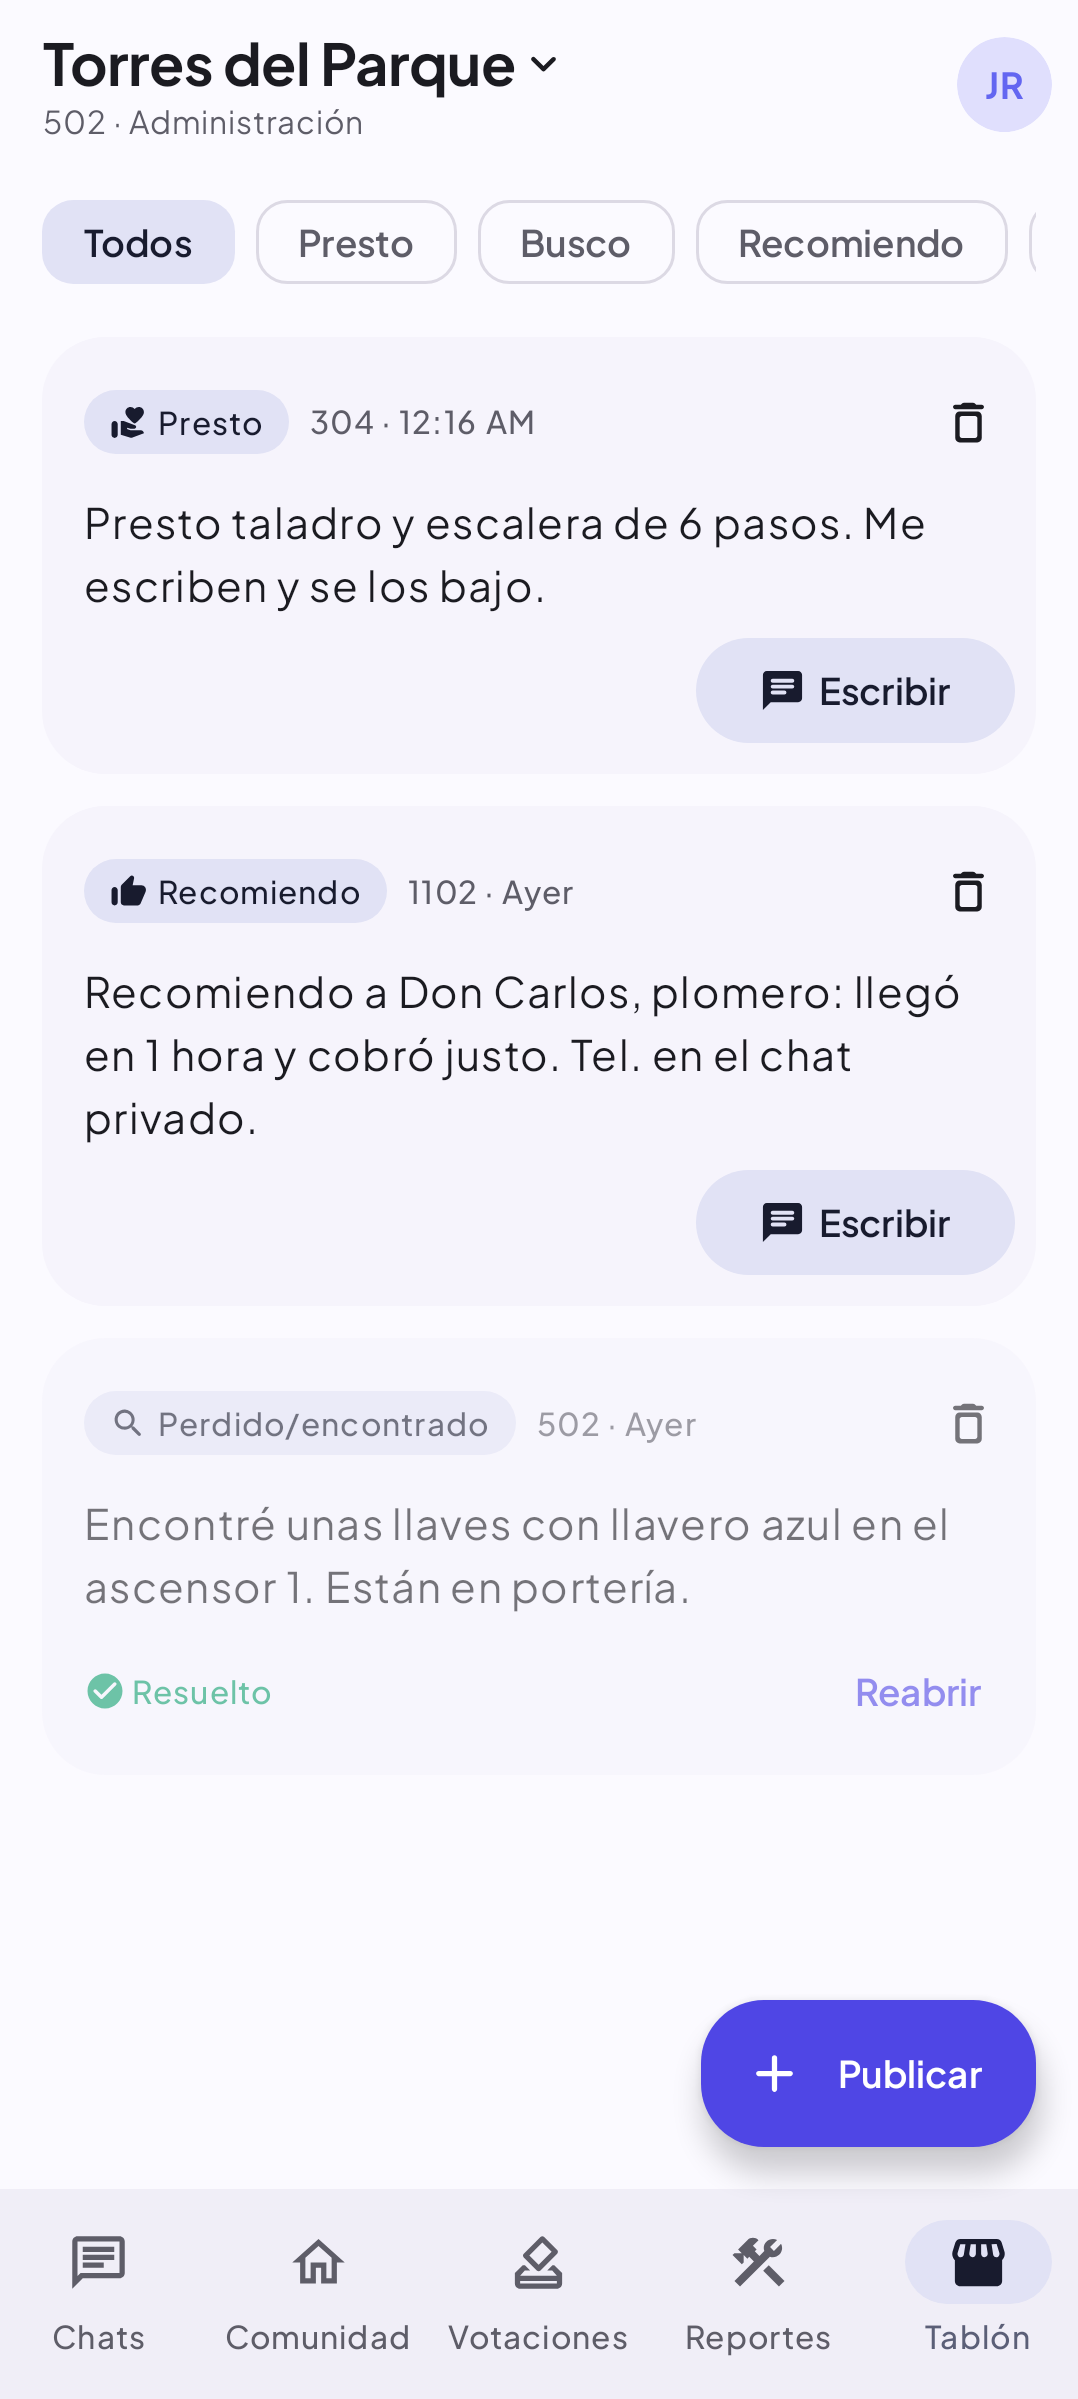 Torres del Parque
502 · Administración
JR
Todos
Presto
Busco
Recomiendo
Presto
304 · 12:16 AM
Presto taladro y escalera de 6 pasos. Me
escriben y se los bajo.
Escribir
Recomiendo
1102 · Ayer
Recomiendo a Don Carlos, plomero: llegó
en 1 hora y cobró justo. Tel. en el chat
privado.
Escribir
Perdido/encontrado
502 · Ayer
Encontré unas llaves con llavero azul en el
ascensor 1. Están en portería.
Resuelto
Reabrir
Publicar
Chats
Comunidad
Votaciones
Reportes
Tablón